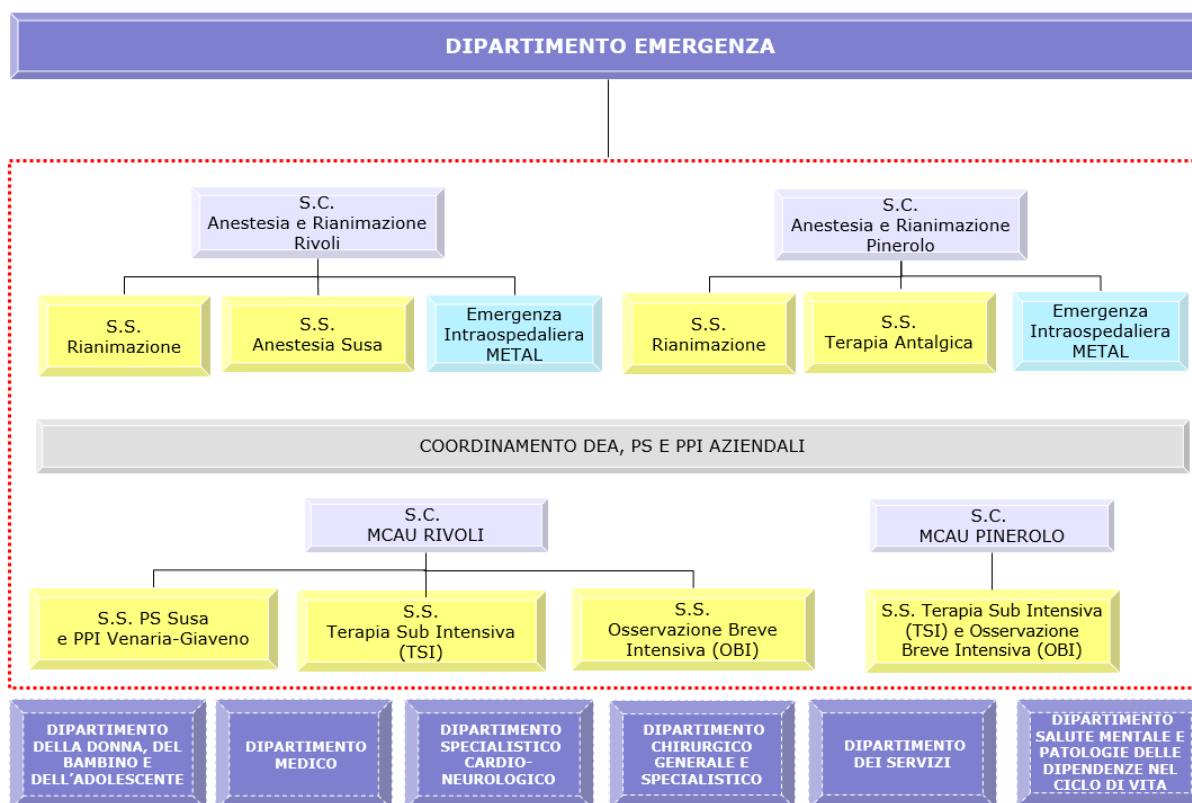 DIPARTIMENTO EMERGENZA
S.C.
Anestesia e Rianimazione
Rivoli
S.C.
Anestesia e Rianimazione
Pinerolo
S.S.
Rianimazione
S.S.
Anestesia Susa
Emergenza
Intraospedaliera
METAL
S.S.
Rianimazione
S.S.
Terapia Antalgica
Emergenza
Intraospedaliera
METAL
COORDINAMENTO DEA, PS E PPI AZIENDALI
S.C.
MCAU RIVOLI
S.C.
MCAU PINEROLO
S.S. PS Susa
e PPI Venaria-Giaveno
S.S.
Terapia Sub Intensiva
(TSI)
S.S.
Osservazione Breve
Intensiva (OBI)
S.S. Terapia Sub Intensiva
(TSI) e Osservazione
Breve Intensiva (OBI)
DIPARTIMENTO
DELLA DONNA, DEL
BAMBINO E
DELL’ADOLESCENTE
DIPARTIMENTO
MEDICO
DIPARTIMENTO
SPECIALISTICO
CARDIO-
NEUROLOGICO
DIPARTIMENTO
CHIRURGICO
GENERALE E
SPECIALISTICO
DIPARTIMENTO
DEI SERVIZI
DIPARTIMENTO
SALUTE MENTALE E
PATOLOGIE DELLE
DIPENDENZE NEL
CICLO DI VITA